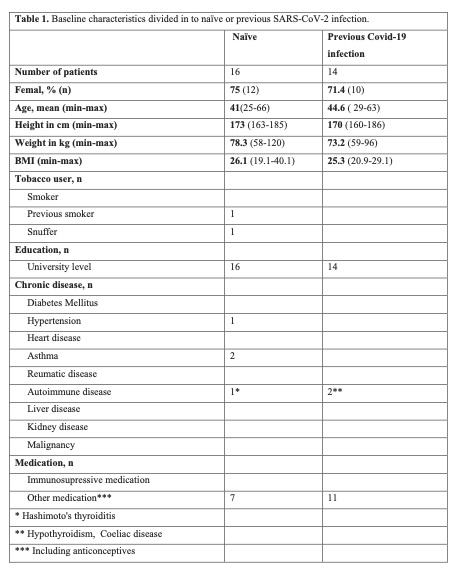 Table 1. Baseline characteristics divided in to naïve or previous SARS-CoV-2 infection.
Naïve Previous Covid-19
infection
Number of patients 16 14
Femal, % (n) 75 (12) 71.4 (10)
Age, mean (min-max) 41(25-66) 44.6 ( 29-63)
Height in cm (min-max) 173 (163-185) 170 (160-186)
Weight in kg (min-max) 78.3 (58-120) 73.2 (59-96)
BMI (min-max) 26.1 (19.1-40.1) 25.3 (20.9-29.1)
Tobacco user, n
Smoker
Previous smoker 1
Snuffer 1
Education, n
University level 16 14
Chronic disease, n
Diabetes Mellitus
Hypertension 1
Heart disease
Asthma 2
Reumatic disease
Autoimmune disease 1* 2**
Liver disease
Kidney disease
Malignancy
Medication, n
Immunosupressive medication
Other medication*** 7 11
* Hashimoto's thyroiditis
** Hypothyroidism, Coeliac disease
*** Including anticonceptives